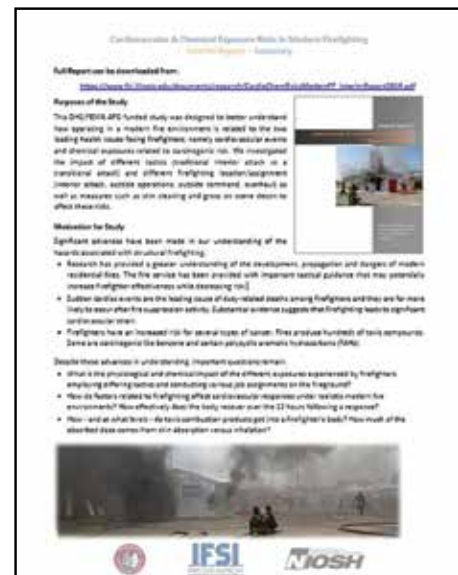 Cardiovascular & Chemical Exposure Risks in Modern Firefighting
Interim Report – Summary
Full Report can be downloaded from:
Purposes of the Study
This DHS/FEMA AFG funded study was designed to better understand
how operating in a modern fire environment is related to the two
leading health issues facing firefighters, namely cardiovascular events
and chemical exposures related to carcinogenic risk. We investigated
the impact of different tactics (traditional interior attack vs a
transitional attack) and different firefighting location/assignment
(interior attack, outside operations, outside command, overhaul) as
well as measures such as skin cleaning and gross on scene decon to
affect these risks.
Motivation for Study
Significant advances have been made in our understanding of the
hazards associated with structural firefighting.
• Research has provided a greater understanding of the development, propagation and dangers of modern
residential fires. The fire service has been provided with important tactical guidance that may potentially
increase firefighter effectiveness while decreasing risk.
• Sudden cardiac events are the leading cause of duty-related deaths among firefighters and they are far more
likely to occur after fire suppression activity. Substantial evidence suggests that firefighting leads to significant
cardiovascular strain.
• Firefighters have an increased risk for several types of cancer. Fires produce hundreds of toxic compounds.
Some are carcinogens like benzene and certain polycyclic aromatic hydrocarbons (PAHs).
Despite these advances in understanding, important questions remain.
• What is the physiological and chemical impact of the different exposures experienced by firefighters
employing differing tactics and conducting various job assignments on the fireground?
• How do factors related to firefighting affect cardiovascular responses under realistic modern fire
environments? How effectively does the body recover over the 12 hours following a response?
• How - and at what levels - do toxic combustion products get into a firefighter's body? How much of the
absorbed dose comes from skin absorption versus inhalation?
IFSI
RESEARCH
NIOSH